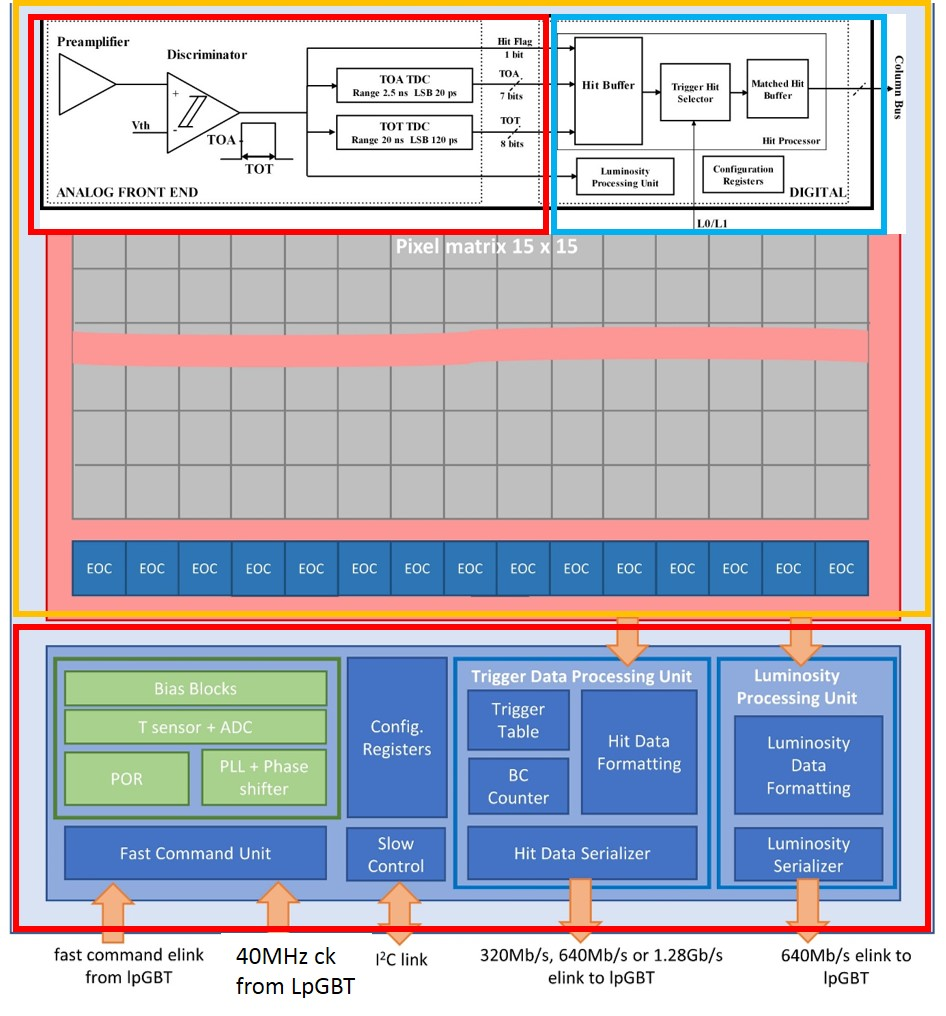 Preamplifier
Discriminator
Vth
+
-
TOA
TOT
ANALOG FRONT END
TOA TDC
Range 2.5 ns LSB 20 ps
TOT TDC
Range 20 ns LSB 120 ps
Hit Flag
1 bit
TOA
7 bits
TOT
8 bits
Hit Buffer
Trigger Hit
Selector
Matched Hit
Buffer
Hit Processor
Luminosity
Processing Unit
Configuration
Registers
DIGITAL
L0/L1
Column Bus
Pixel matrix 15 x 15
EOC EOC EOC EOC EOC EOC EOC EOC EOC EOC EOC EOC EOC EOC EOC
Bias Blocks
T sensor + ADC
POR
PLL + Phase
shifter
Fast Command Unit
Config.
Registers
Slow
Control
Trigger Data Processing Unit
Trigger
Table
BC
Counter
Hit Data
Formatting
Hit Data Serializer
Luminosity
Processing Unit
Luminosity
Data
Formatting
Luminosity
Serializer
fast command elink
from lpGBT
40MHz ck
from LpGBT
I²C link
320Mb/s, 640Mb/s or 1.28Gb/s
elink to lpGBT
640Mb/s elink to
lpGBT